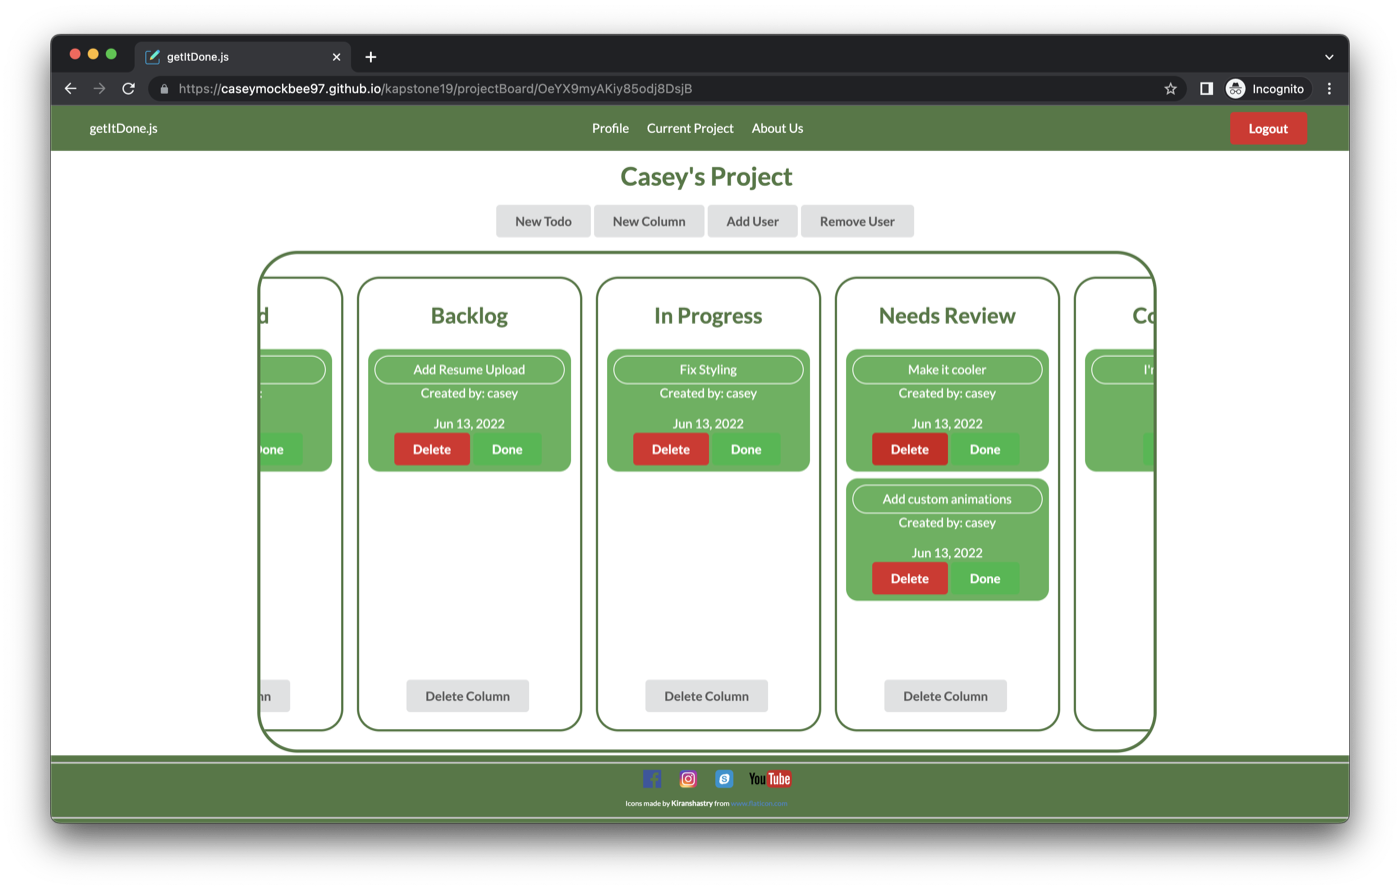 getItDone.js
https://caseymockbee97.github.io/kapstone19/projectBoard/OeYX9myAKiy85odj8DsjB
Incognito
getItDone.js
Profile Current Project About Us
Logout
Casey's Project
New Todo New Column Add User Remove User
Backlog
Add Resume Upload
Created by: casey
Jun 13, 2022
Delete Done
Delete Column
In Progress
Fix Styling
Created by: casey
Jun 13, 2022
Delete Done
Delete Column
Needs Review
Make it cooler
Created by: casey
Jun 13, 2022
Delete Done
Add custom animations
Created by: casey
Jun 13, 2022
Delete Done
Delete Column
YouTube
Icons made by Kiranshastry from